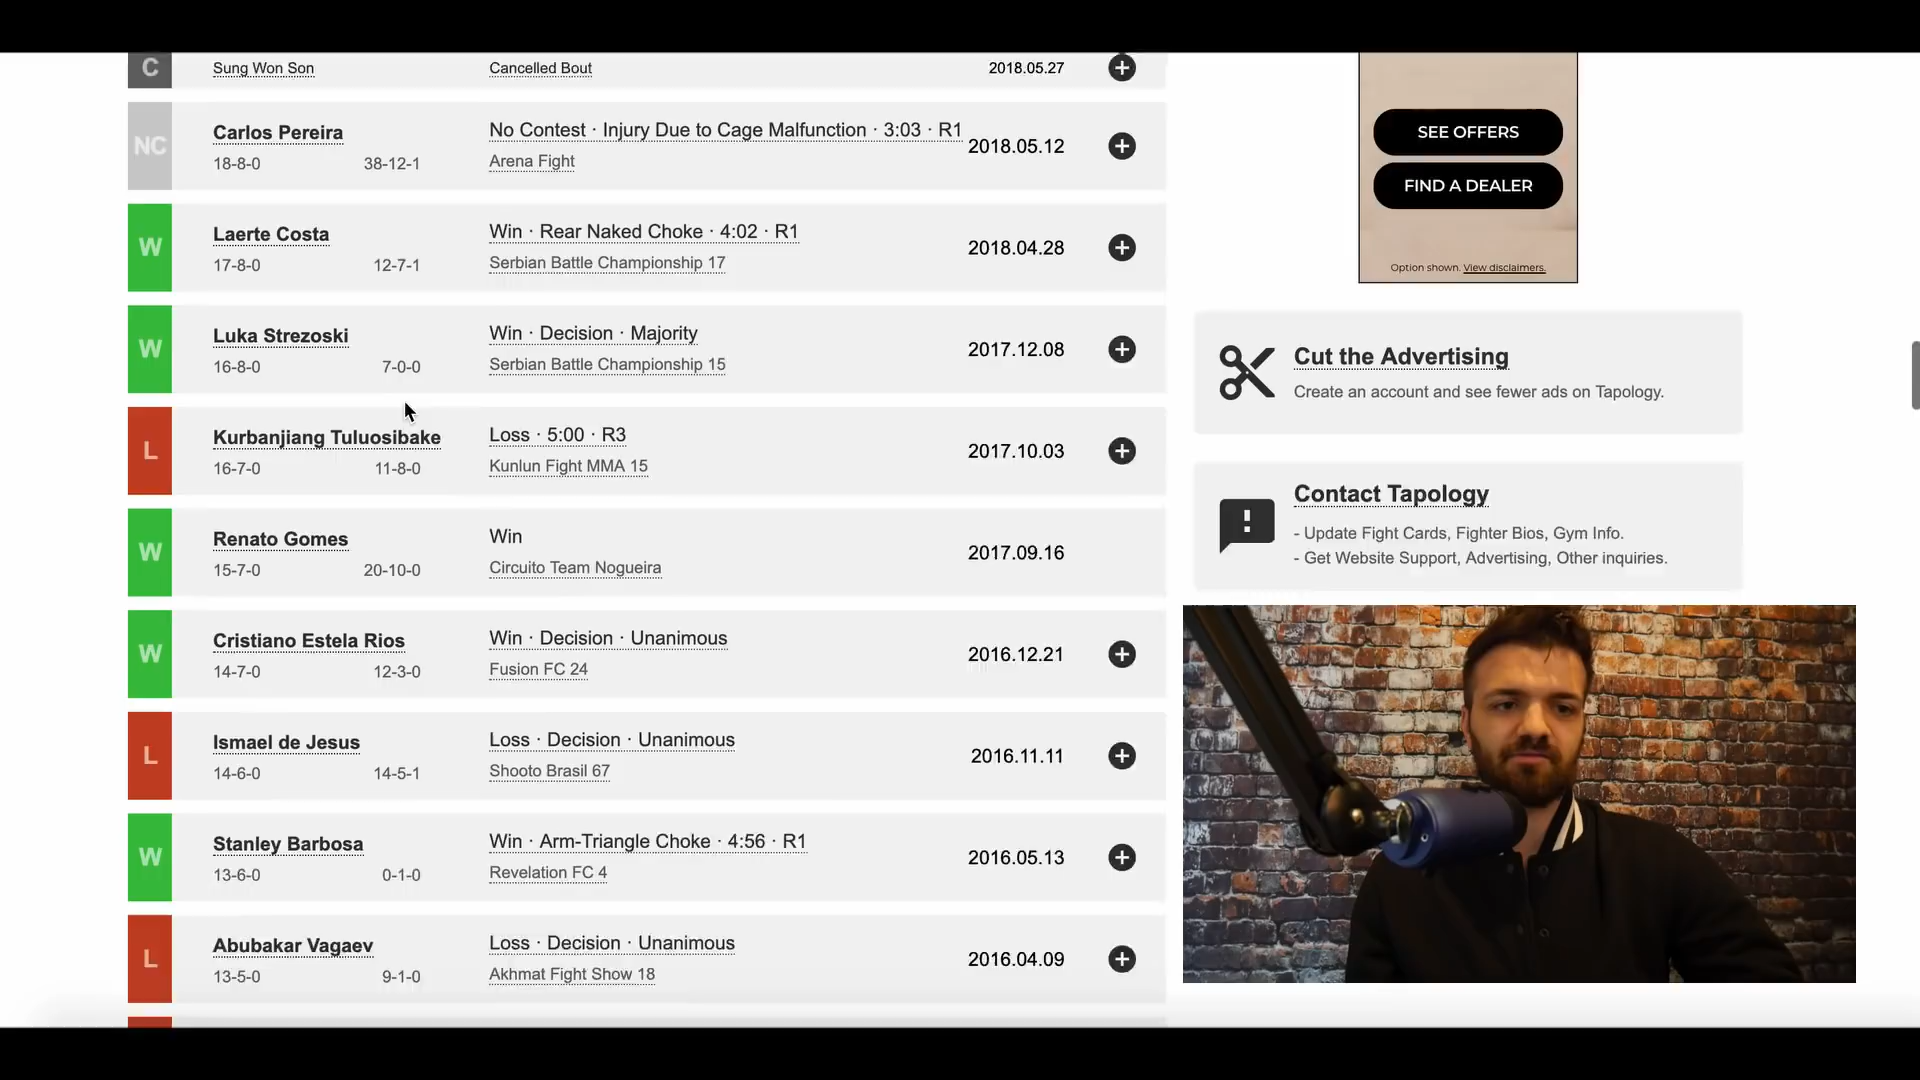 C
Sung Won Son
Cancelled Bout
2018.05.27
NC
Carlos Pereira
18-8-0
38-12-1
No Contest · Injury Due to Cage Malfunction · 3:03 · R1
Arena Fight
2018.05.12
W
Laerte Costa
17-8-0
12-7-1
Win · Rear Naked Choke · 4:02 · R1
Serbian Battle Championship 17
2018.04.28
W
Luka Strezoski
16-8-0
7-0-0
Win · Decision · Majority
Serbian Battle Championship 15
2017.12.08
L
Kurbanjiang Tuluosibake
16-7-0
11-8-0
Loss · 5:00 · R3
Kunlun Fight MMA 15
2017.10.03
W
Renato Gomes
15-7-0
20-10-0
Win
Circuito Team Nogueira
2017.09.16
W
Cristiano Estela Rios
14-7-0
12-3-0
Win · Decision · Unanimous
Fusion FC 24
2016.12.21
L
Ismael de Jesus
14-6-0
14-5-1
Loss · Decision · Unanimous
Shooto Brasil 67
2016.11.11
W
Stanley Barbosa
13-6-0
0-1-0
Win · Arm-Triangle Choke · 4:56 · R1
Revelation FC 4
2016.05.13
L
Abubakar Vagaev
13-5-0
9-1-0
Loss · Decision · Unanimous
Akhmat Fight Show 18
2016.04.09
SEE OFFERS
FIND A DEALER
Option shown. View disclaimers.
Cut the Advertising
Create an account and see fewer ads on Tapology.
Contact Tapology
- Update Fight Cards, Fighter Bios, Gym Info.
- Get Website Support, Advertising, Other inquiries.